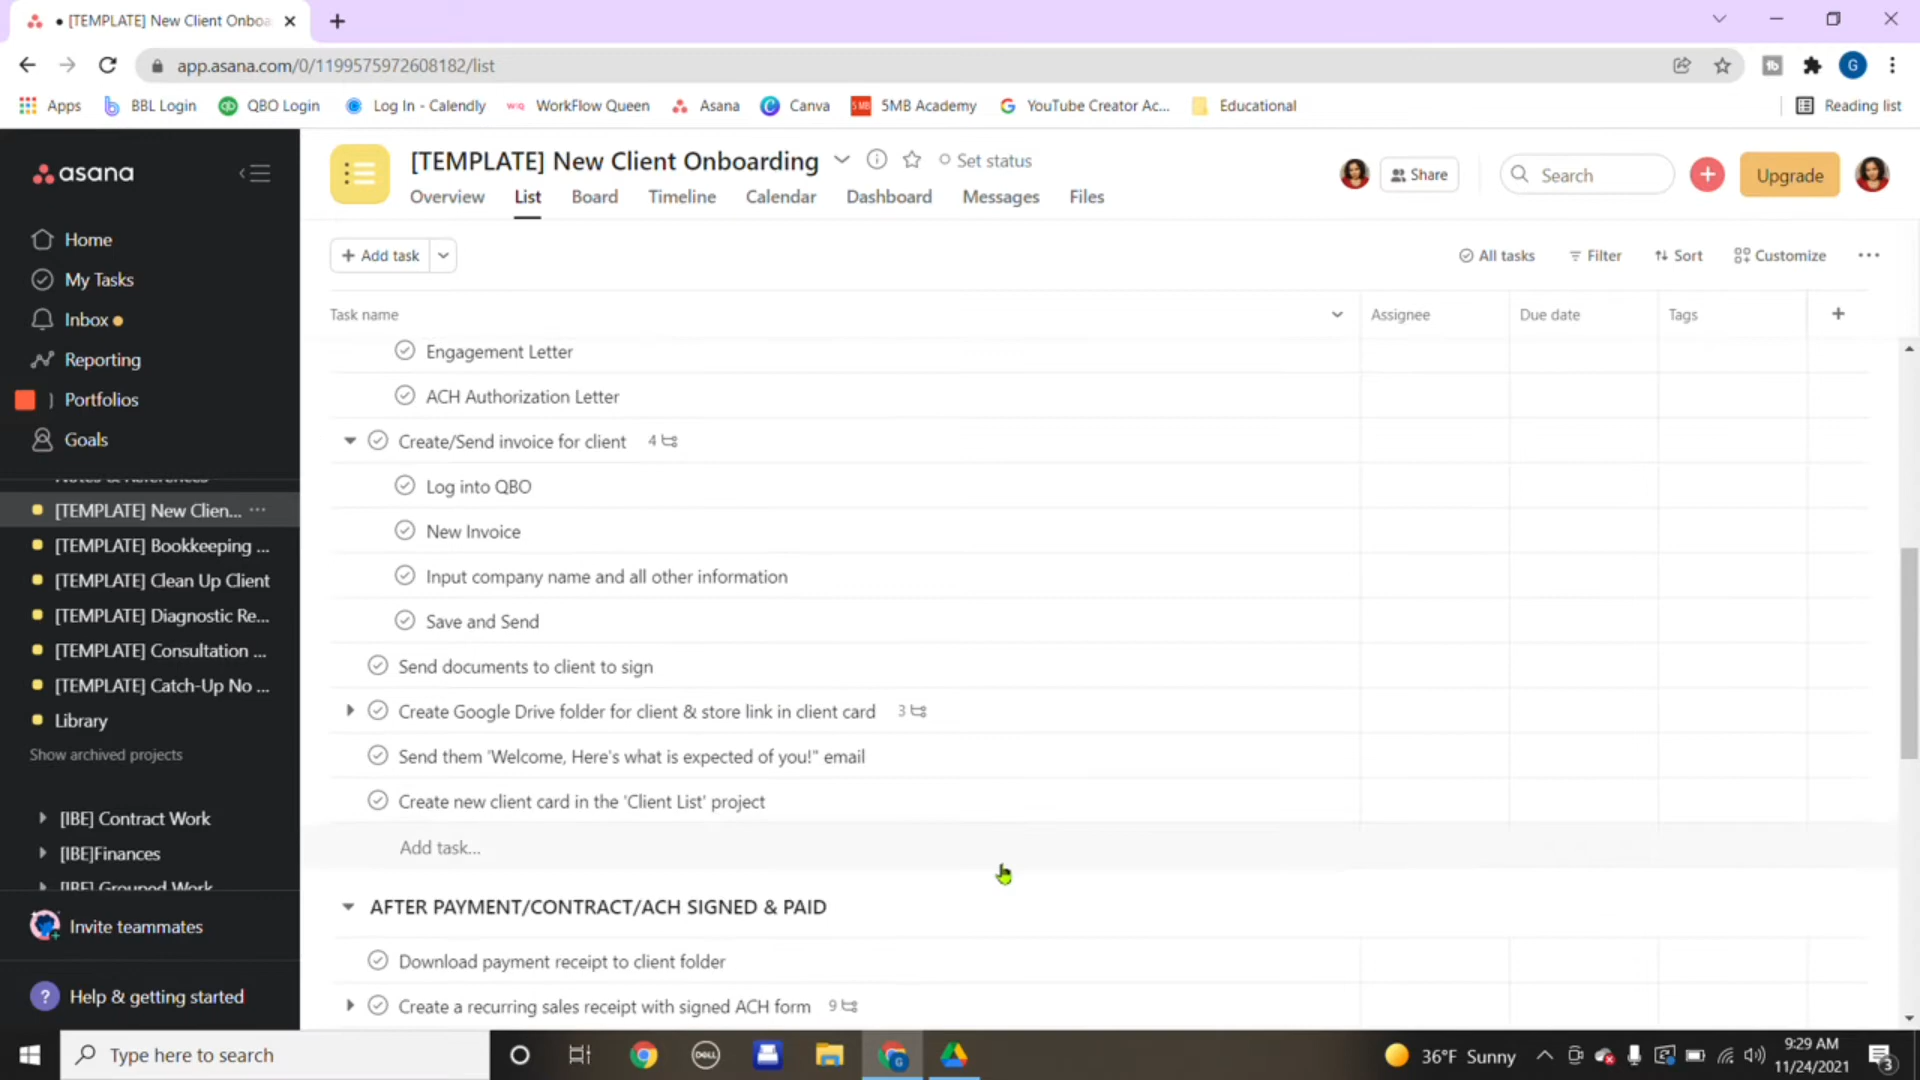 • [TEMPLATE] New Client Onboa
app.asana.com/0/1199575972608182/list
Apps BBL Login QBO Login Log In - Calendly WorkFlow Queen Asana Canva 5MB Academy YouTube Creator Ac... Educational Reading list
asana
Home
My Tasks
Inbox
Reporting
Portfolios
Goals
Notes & References
[TEMPLATE] New Clien... ...
[TEMPLATE] Bookkeeping ...
[TEMPLATE] Clean Up Client
[TEMPLATE] Diagnostic Re...
[TEMPLATE] Consultation ...
[TEMPLATE] Catch-Up No ...
Library
Show archived projects
[IBE] Contract Work
[IBE]Finances
[IBE] Grouped Work
Invite teammates
? Help & getting started
[TEMPLATE] New Client Onboarding Set status
Overview List Board Timeline Calendar Dashboard Messages Files
Share
Search
Upgrade
+ Add task
All tasks Filter Sort Customize ...
Task name Assignee Due date Tags +
Engagement Letter
ACH Authorization Letter
Create/Send invoice for client 4
Log into QBO
New Invoice
Input company name and all other information
Save and Send
Send documents to client to sign
Create Google Drive folder for client & store link in client card 3
Send them 'Welcome, Here's what is expected of you!" email
Create new client card in the 'Client List' project
Add task...
AFTER PAYMENT/CONTRACT/ACH SIGNED & PAID
Download payment receipt to client folder
Create a recurring sales receipt with signed ACH form 9
Type here to search
DELL
36°F Sunny
9:29 AM
11/24/2021
3